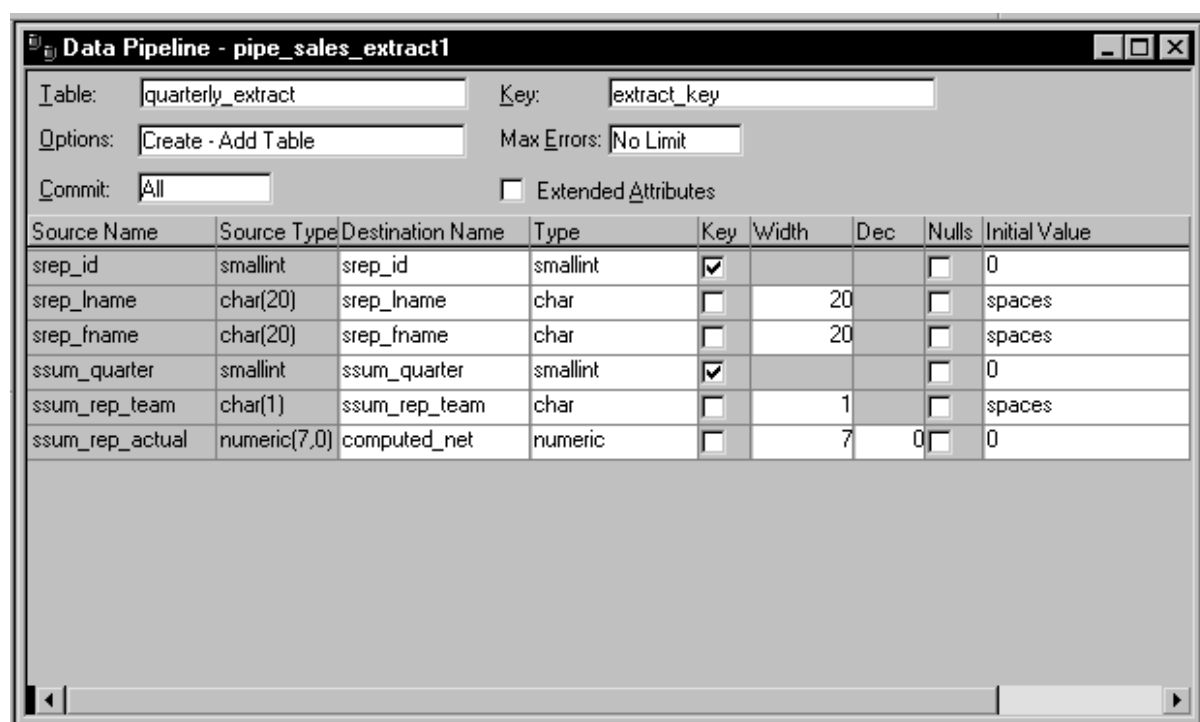 Data Pipeline - pipe_sales_extract1
Table: quarterly_extract Key: extract_key
Options: Create - Add Table Max Errors: No Limit
Commit: All Extended Attributes
Source Name Source Type Destination Name Type Key Width Dec Nulls Initial Value
srep_id smallint srep_id smallint 0
srep_lname char(20) srep_lname char 20 spaces
srep_fname char(20) srep_fname char 20 spaces
ssum_quarter smallint ssum_quarter smallint 0
ssum_rep_team char(1) ssum_rep_team char 1 spaces
ssum_rep_actual numeric(7,0) computed_net numeric 7 0 0